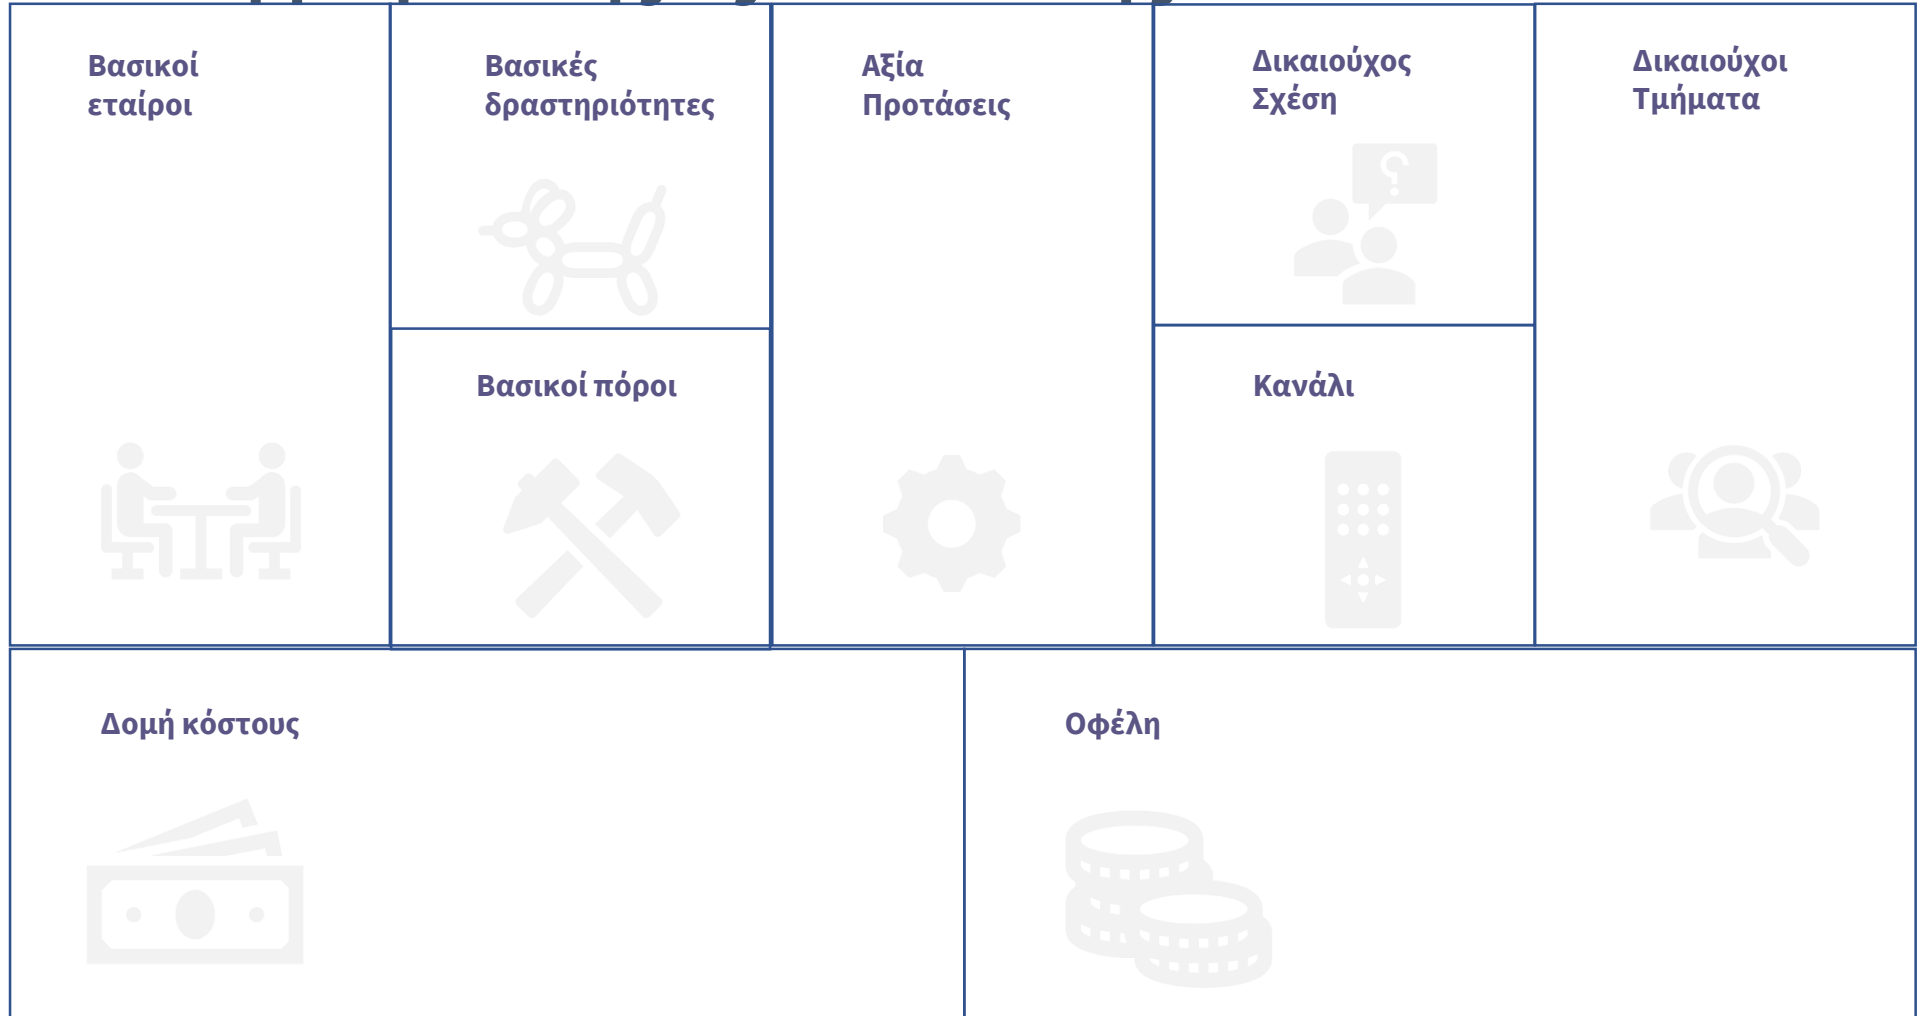 Βασικοί
εταίροι
Βασικές
δραστηριότητες
Αξία
Προτάσεις
Δικαιούχος
Σχέση
Δικαιούχοι
Τμήματα
Βασικοί πόροι
Κανάλι
Δομή κόστους
Οφέλη